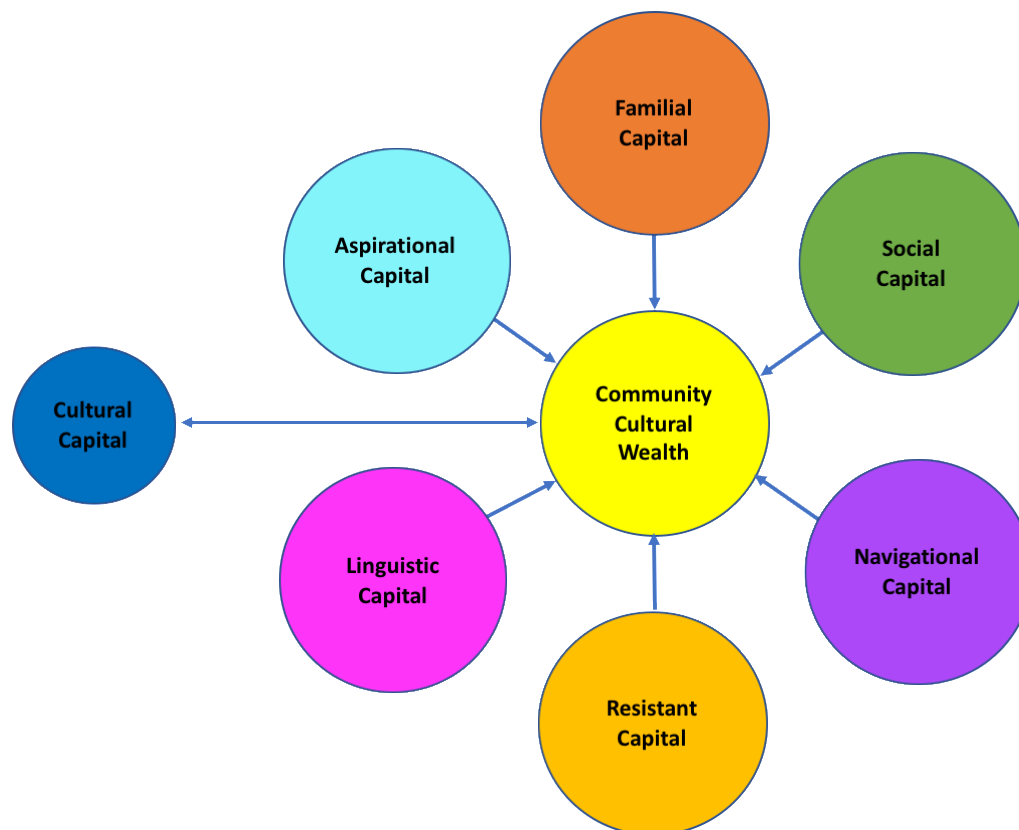 Familial
Capital
Aspirational
Capital
Social
Capital
Cultural
Capital
Community
Cultural
Wealth
Linguistic
Capital
Navigational
Capital
Resistant
Capital